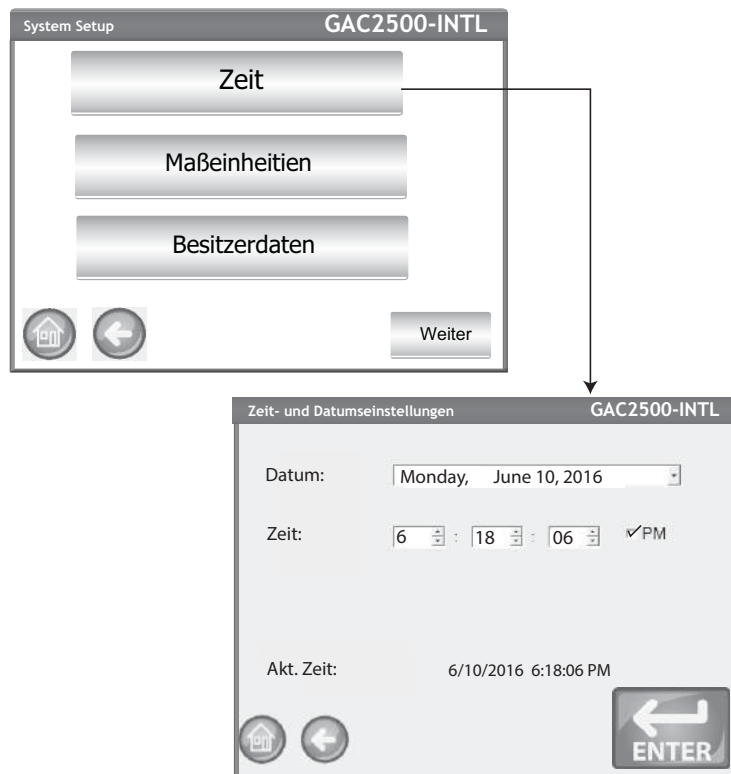 System Setup GAC2500-INTL
Zeit
Maßeinheitien
Besitzerdaten
Weiter
Zeit- und Datumseinstellungen GAC2500-INTL
Datum: Monday, June 10, 2016
Zeit: 6 : 18 : 06 PM
Akt. Zeit: 6/10/2016 6:18:06 PM
ENTER